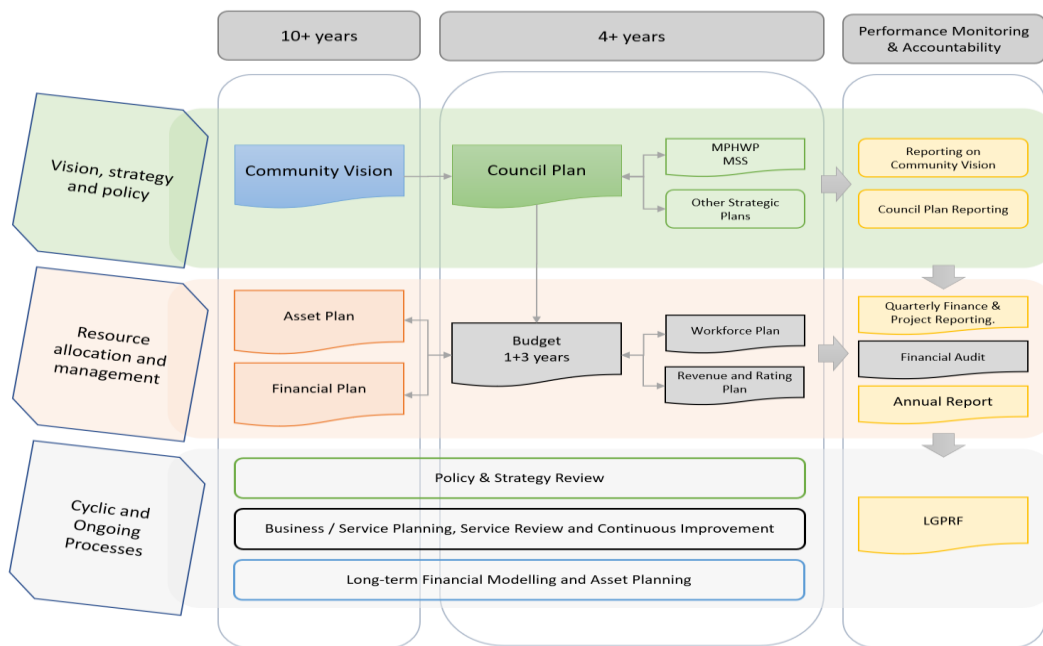 10+ years
4+ years
Performance Monitoring
& Accountability
Vision, strategy
and policy
Community Vision
Council Plan
MPHWP
MSS
Other Strategic
Plans
Reporting on
Community Vision
Council Plan Reporting
Resource
allocation and
management
Asset Plan
Financial Plan
Budget
1+3 years
Workforce Plan
Revenue and Rating
Plan
Quarterly Finance &
Project Reporting.
Financial Audit
Annual Report
Cyclic and
Ongoing
Processes
Policy & Strategy Review
Business / Service Planning, Service Review and Continuous Improvement
Long-term Financial Modelling and Asset Planning
LGPRF